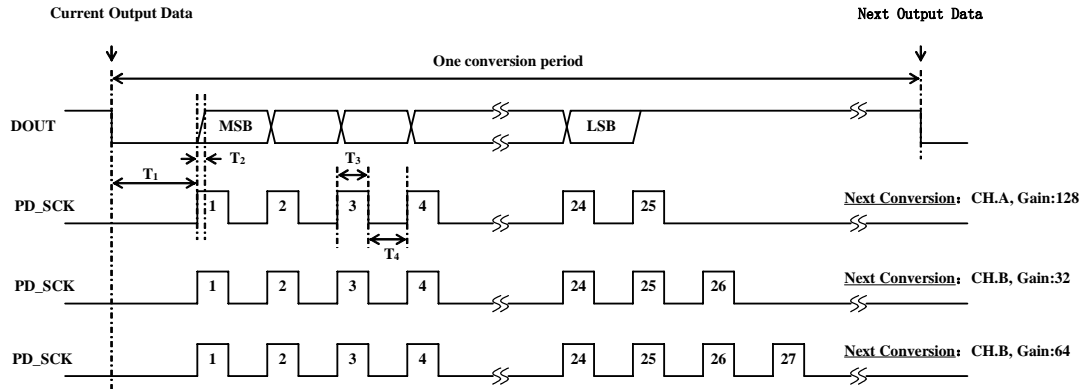 Current Output Data
Next Output Data
One conversion period
DOUT
MSB
LSB
T2
T3
T1
PD_SCK
1
2
3
4
24
25
Next Conversion：CH.A, Gain:128
T4
PD_SCK
1
2
3
4
24
25
26
Next Conversion：CH.B, Gain:32
PD_SCK
1
2
3
4
24
25
26
27
Next Conversion：CH.B, Gain:64